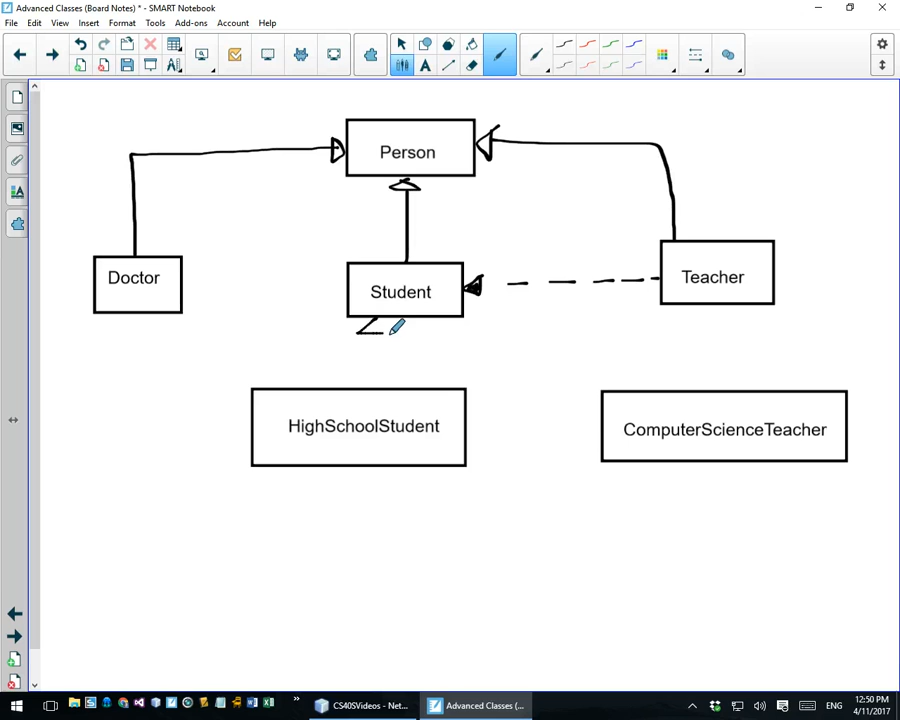 Advanced Classes (Board Notes) * - SMART Notebook
File Edit View Insert Format Tools Add-ons Account Help
Person
Doctor
Student
Teacher
HighSchoolStudent
ComputerScienceTeacher
CS40SVideos - Net...
Advanced Classes (...
ENG
12:50 PM
4/11/2017